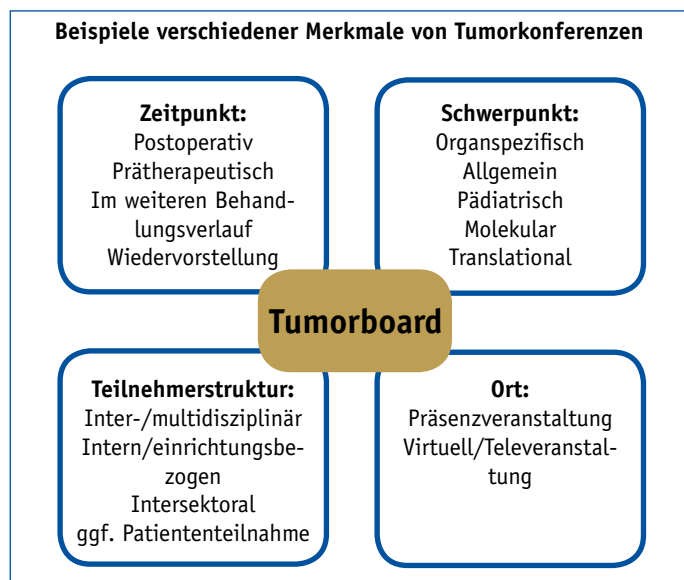 Beispiele verschiedener Merkmale von Tumorkonferenzen
Zeitpunkt:
Postoperativ
Prätherapeutisch
Im weiteren Behand-
lungsverlauf
Wiedervorstellung
Schwerpunkt:
Organspezifisch
Allgemein
Pädiatrisch
Molekular
Translational
Tumorboard
Teilnehmerstruktur:
Inter-/multidisziplinär
Intern/einrichtungsbe-
zogen
Intersektoral
ggf. Patiententeilnahme
Ort:
Präsenzveranstaltung
Virtuell/Televeranstal-
tung